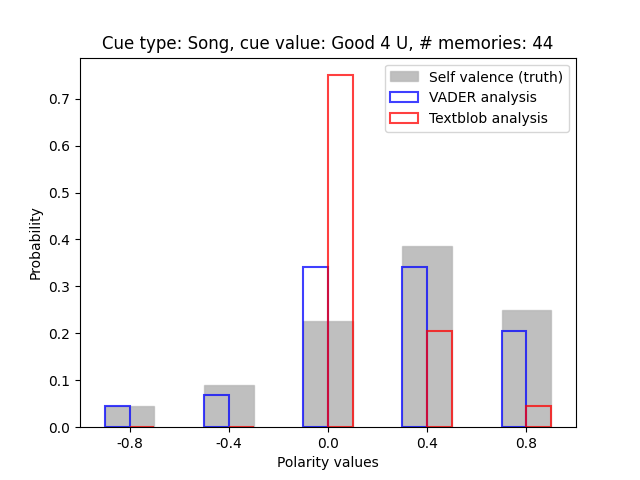 Cue type: Song, cue value: Good 4 U, # memories: 44
Self valence (truth)
VADER analysis
Textblob analysis
Probability
0.7
0.6
0.5
0.4
0.3
0.2
0.1
0.0
-0.8 -0.4 0.0 0.4 0.8
Polarity values